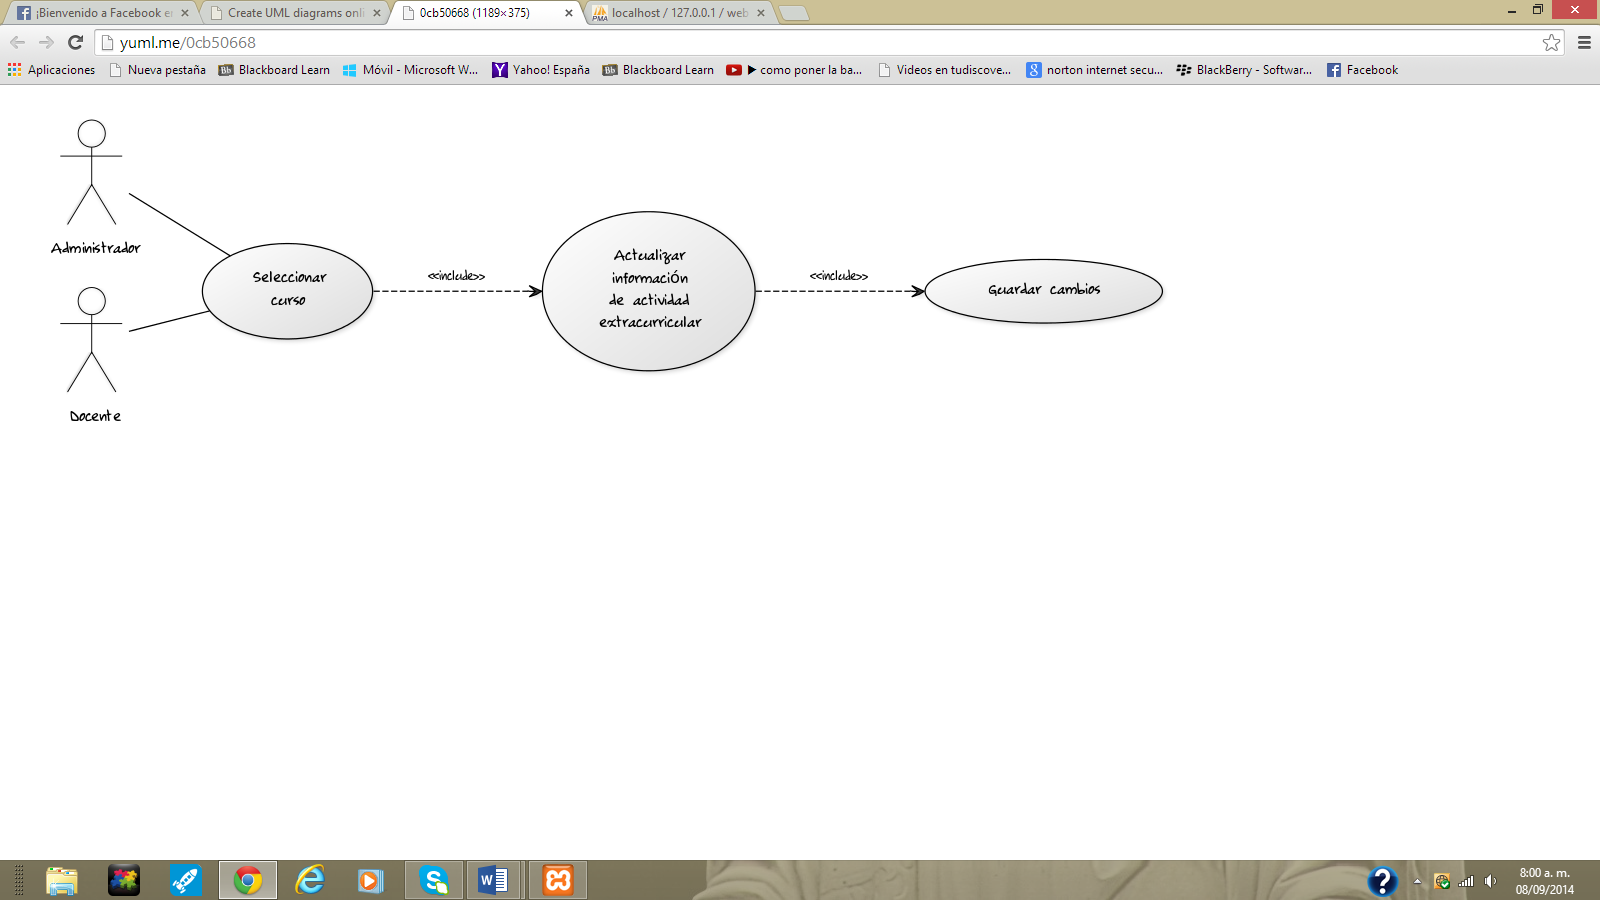 ¡Bienvenido a Facebook en
Create UML diagrams onli
0cb50668 (1189×375)
localhost / 127.0.0.1 / web
yuml.me/0cb50668
Aplicaciones
Nueva pestaña
Blackboard Learn
Móvil - Microsoft W...
Yahoo! España
Blackboard Learn
como poner la ba...
Videos en tudiscove...
norton internet secu...
BlackBerry - Softwar...
Facebook
Administrador
Docente
Seleccionar
curso
<<include>>
Actualizar
información
de actividad
extracurricular
<<include>>
Guardar cambios
8:00 a. m.
08/09/2014